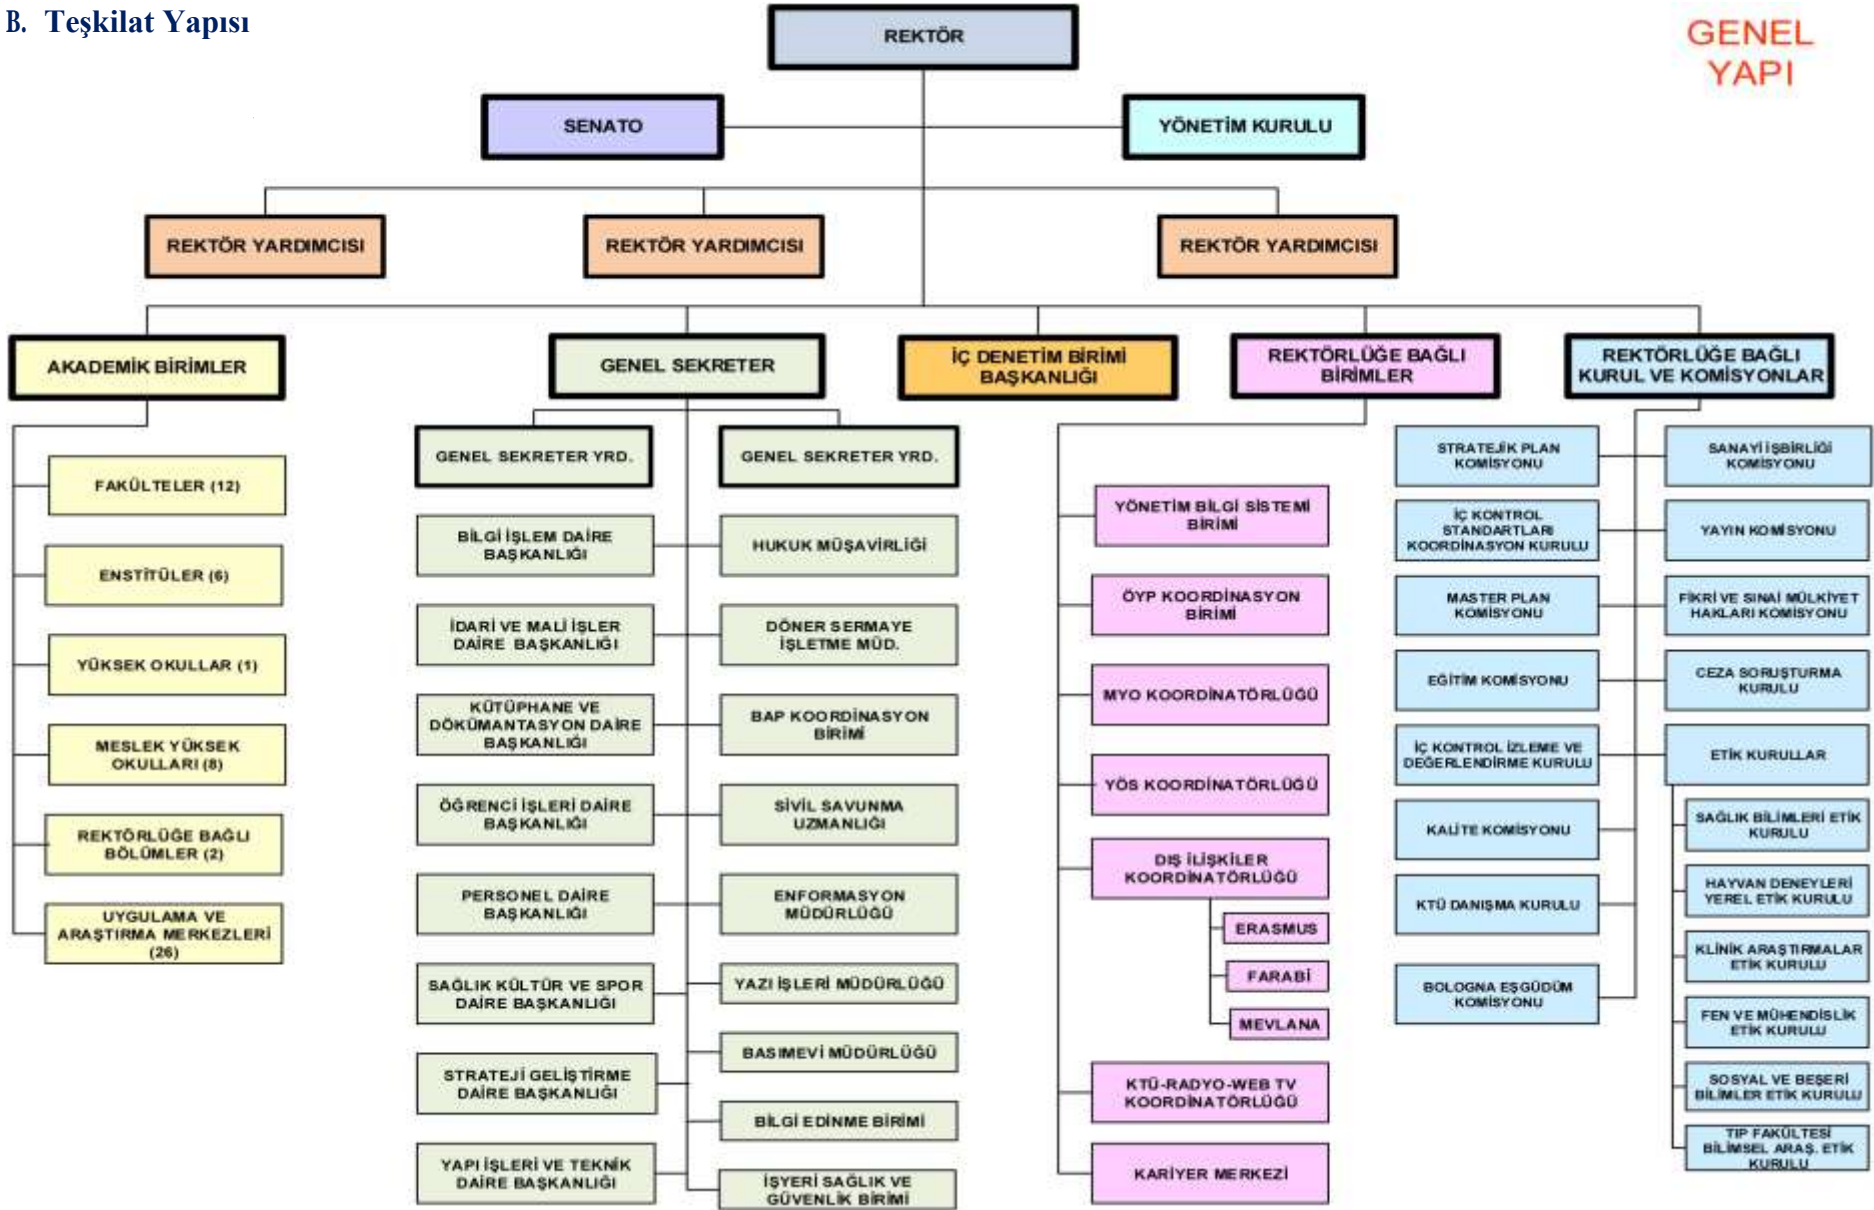 B. Teşkilat Yapısı
GENEL
YAPI
REKTÖR
SENATO
YÖNETİM KURULU
REKTÖR YARDIMCISI
REKTÖR YARDIMCISI
REKTÖR YARDIMCISI
AKADEMİK BİRİMLER
GENEL SEKRETER
İÇ DENETİM BİRİMİ
BAŞKANLIĞI
REKTÖRLÜĞE BAĞLI
BİRİMLER
REKTÖRLÜĞE BAĞLI
KURUL VE KOMİSYONLAR
FAKÜLTELER (12)
ENSTİTÜLER (6)
YÜKSEK OKULLAR (1)
MESLEK YÜKSEK
OKULLARI (8)
REKTÖRLÜĞE BAĞLI
BÖLÜMLER (2)
UYGULAMA VE
ARAŞTIRMA MERKEZLERİ
(26)
GENEL SEKRETER YRD.
BİLGİ İŞLEM DAİRE
BAŞKANLIĞI
İDARİ VE MALİ İŞLER
DAİRE BAŞKANLIĞI
KÜTÜPHANE VE
DÖKÜMANTASYON DAİRE
BAŞKANLIĞI
ÖĞRENCİ İŞLERİ DAİRE
BAŞKANLIĞI
PERSONEL DAİRE
BAŞKANLIĞI
SAĞLIK KÜLTÜR VE SPOR
DAİRE BAŞKANLIĞI
STRATEJİ GELİŞTİRME
DAİRE BAŞKANLIĞI
YAPI İŞLERİ VE TEKNİK
DAİRE BAŞKANLIĞI
GENEL SEKRETER YRD.
HUKUK MÜŞAVİRLİĞİ
DÖNER SERMAYE
İŞLETME MÜD.
BAP KOORDİNASYON
BİRİMİ
SİVİL SAVUNMA
UZMANLIĞI
ENFORMASYON
MÜDÜRLÜĞÜ
YAZI İŞLERİ MÜDÜRLÜĞÜ
BASIMEVİ MÜDÜRLÜĞÜ
BİLGİ EDİNME BİRİMİ
İŞYERİ SAĞLIK VE
GÜVENLİK BİRİMİ
YÖNETİM BİLGİ SİSTEMİ
BİRİMİ
ÖYP KOORDİNASYON
BİRİMİ
MYO KOORDİNATÖRLÜĞÜ
YÖS KOORDİNATÖRLÜĞÜ
DIŞ İLİŞKİLER
KOORDİNATÖRLÜĞÜ
ERASMUS
FARABİ
MEVLANA
KTÜ-RADYO-WEB TV
KOORDİNATÖRLÜĞÜ
KARİYER MERKEZİ
STRATEJİK PLAN
KOMİSYONU
İÇ KONTROL
STANDARTLARI
KOORDİNASYON KURULU
MASTER PLAN
KOMİSYONU
EĞİTİM KOMİSYONU
İÇ KONTROL İZLEME VE
DEĞERLENDİRME KURULU
KALİTE KOMİSYONU
KTÜ DANIŞMA KURULU
BOLOGNA EŞGÜDÜM
KOMİSYONU
SANAYİ İŞBİRLİĞİ
KOMİSYONU
YAYIN KOMİSYONU
FİKRİ VE SINAİ MÜLKİYET
HAKLARI KOMİSYONU
CEZA SORUŞTURMA
KURULU
ETİK KURULLAR
SAĞLIK BİLİMLERİ ETİK
KURULU
HAYVAN DENEYLERİ
YEREL ETİK KURULU
KLİNİK ARAŞTIRMALAR
ETİK KURULU
FEN VE MÜHENDİSLİK
ETİK KURULU
SOSYAL VE BEŞERİ
BİLİMLER ETİK KURULU
TIP FAKÜLTESİ
BİLİMSEL ARAŞ. ETİK
KURULU